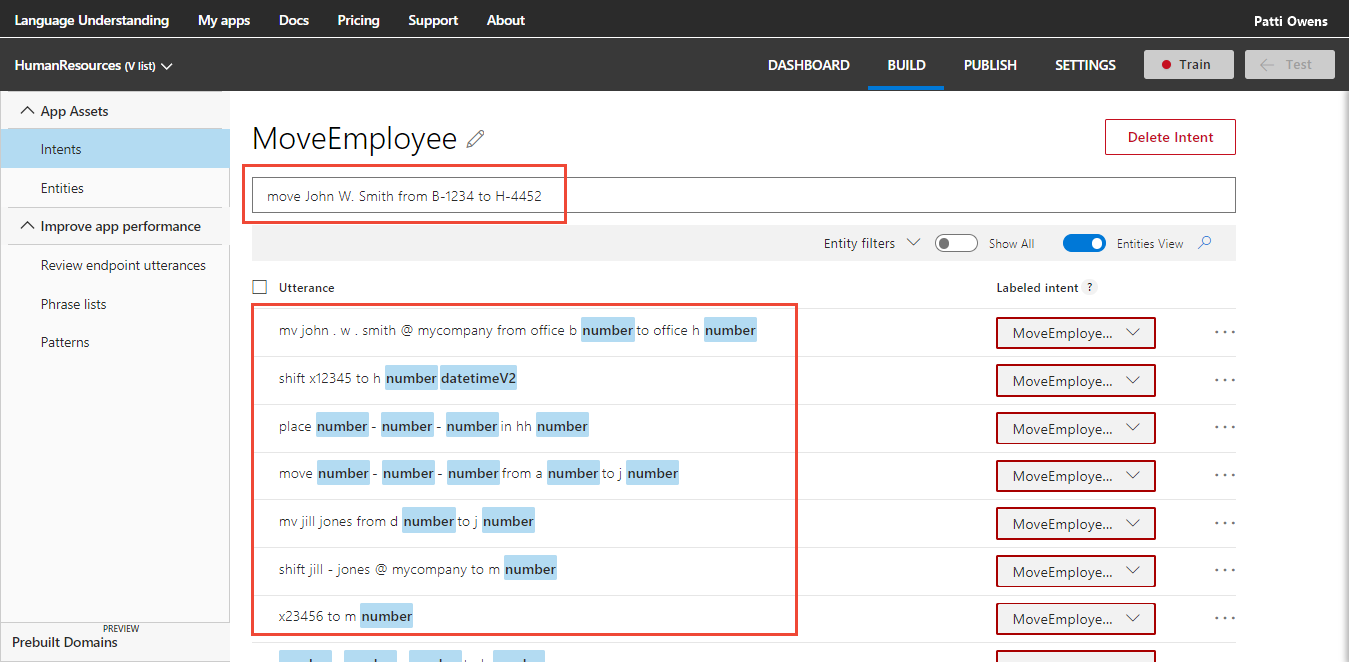 Language Understanding My apps Docs Pricing Support About Patti Owens
HumanResources (V list) DASHBOARD BUILD PUBLISH SETTINGS Train Test
App Assets
Intents
Entities
Improve app performance
Review endpoint utterances
Phrase lists
Patterns
PREVIEW
Prebuilt Domains
MoveEmployee
Delete Intent
move John W. Smith from B-1234 to H-4452
Entity filters Show All Entities View
Utterance Labeled intent ?
mv john . w . smith @ mycompany from office b number to office h number MoveEmploye...
shift x12345 to h number datetimeV2 MoveEmploye...
place number - number - number in hh number MoveEmploye...
move number - number - number from a number to j number MoveEmploye...
mv jill jones from d number to j number MoveEmploye...
shift jill - jones @ mycompany to m number MoveEmploye...
x23456 to m number MoveEmploye...